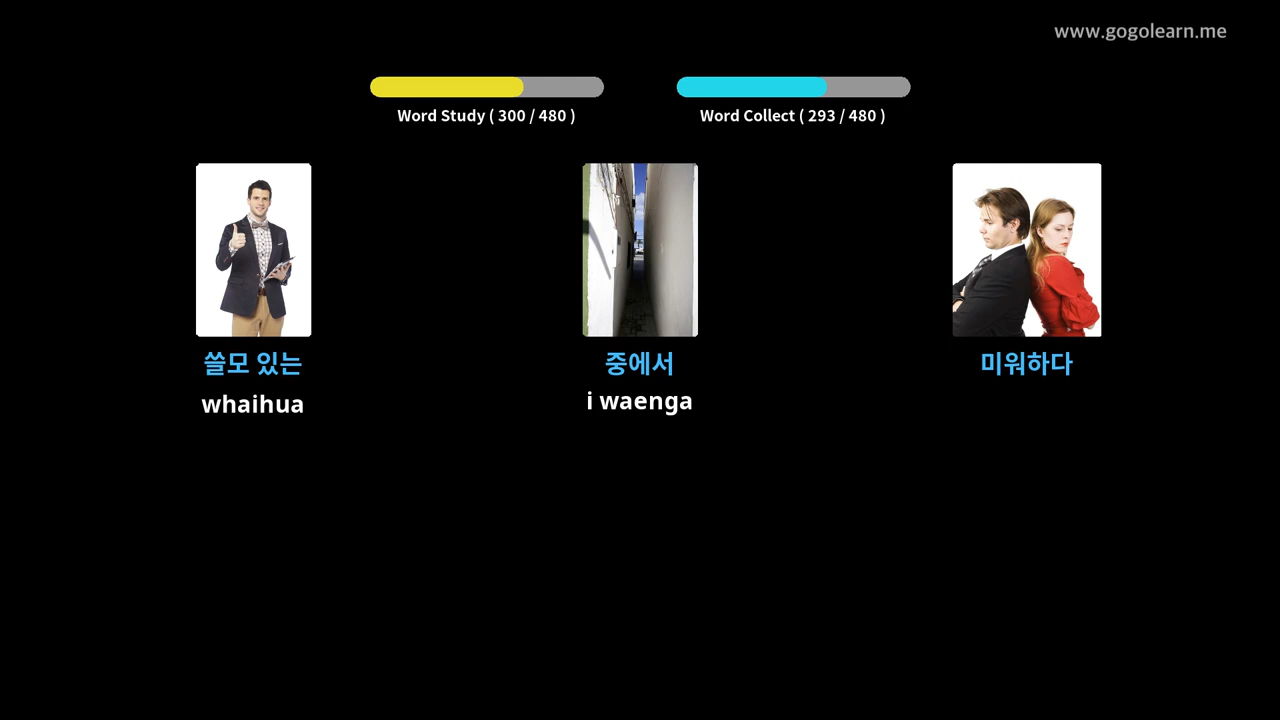 www.gogolearn.me
Word Study ( 300 / 480 )
Word Collect ( 293 / 480 )
쓸모 있는
중에서
미워하다
whaihua
i waenga